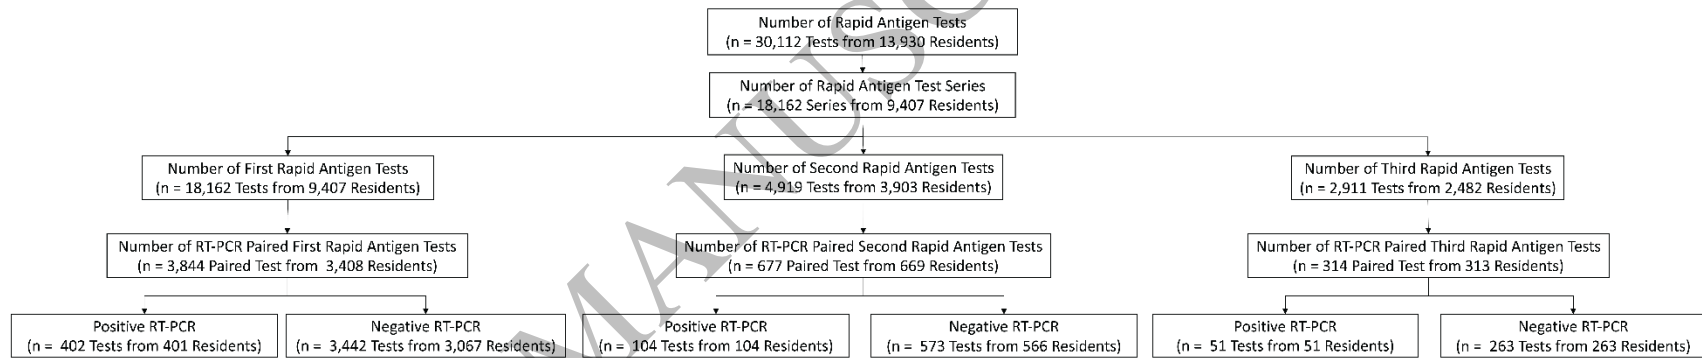 Number of Rapid Antigen Tests
(n = 30,112 Tests from 13,930 Residents)
Number of Rapid Antigen Test Series
(n = 18,162 Series from 9,407 Residents)
Number of First Rapid Antigen Tests
(n = 18,162 Tests from 9,407 Residents)
Number of Second Rapid Antigen Tests
(n = 4,919 Tests from 3,903 Residents)
Number of Third Rapid Antigen Tests
(n = 2,911 Tests from 2,482 Residents)
Number of RT-PCR Paired First Rapid Antigen Tests
(n = 3,844 Paired Test from 3,408 Residents)
Number of RT-PCR Paired Second Rapid Antigen Tests
(n = 677 Paired Test from 669 Residents)
Number of RT-PCR Paired Third Rapid Antigen Tests
(n = 314 Paired Test from 313 Residents)
Positive RT-PCR
(n = 402 Tests from 401 Residents)
Negative RT-PCR
(n = 3,442 Tests from 3,067 Residents)
Positive RT-PCR
(n = 104 Tests from 104 Residents)
Negative RT-PCR
(n = 573 Tests from 566 Residents)
Positive RT-PCR
(n = 51 Tests from 51 Residents)
Negative RT-PCR
(n = 263 Tests from 263 Residents)
MANUSC